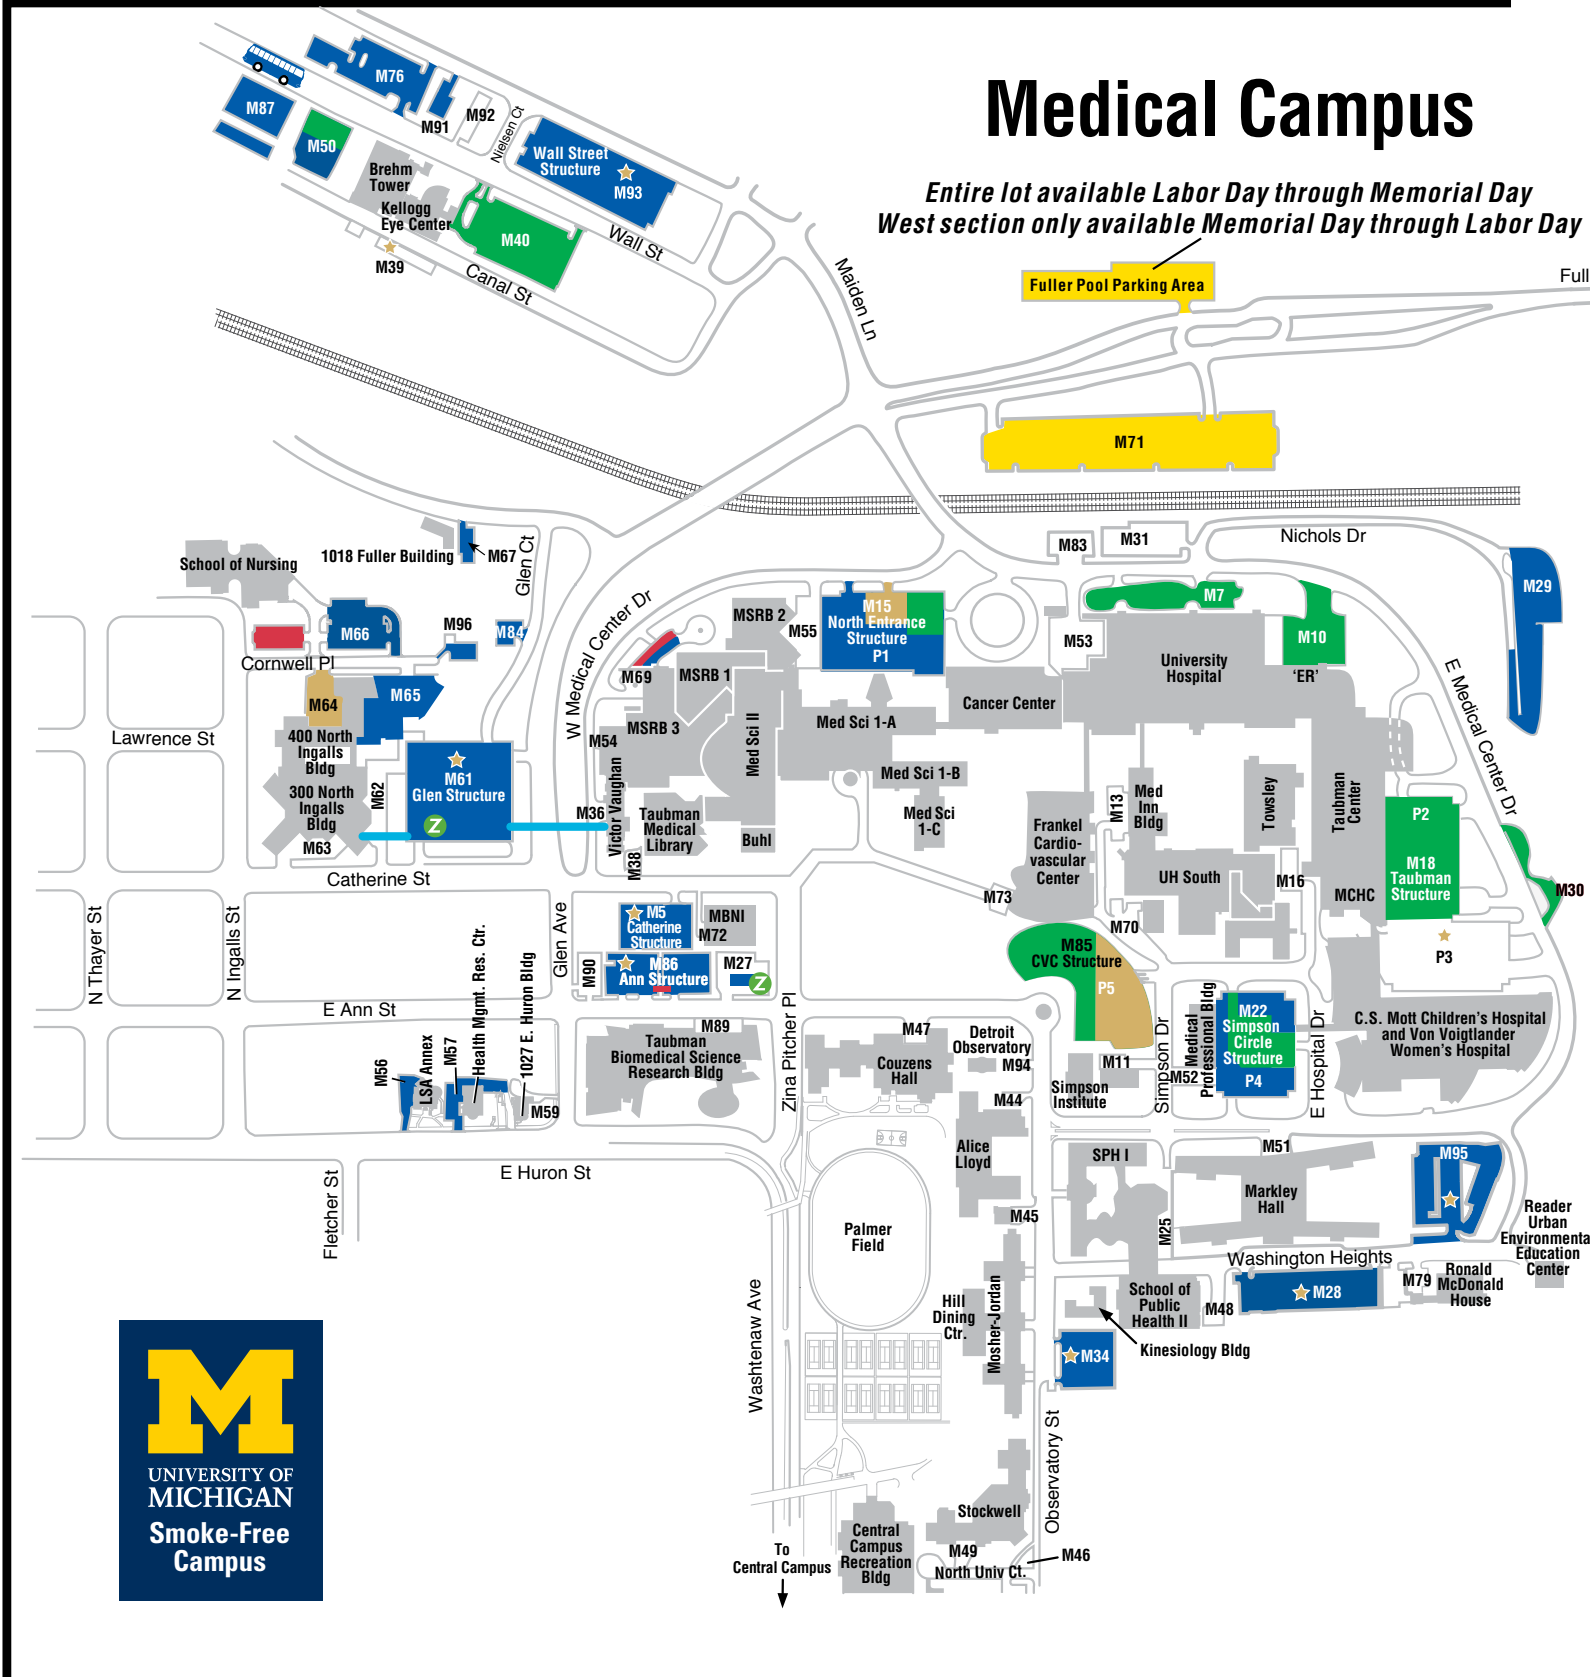 Medical Campus
Entire lot available Labor Day through Memorial Day
West section only available Memorial Day through Labor Day
M76
M87
M91
M92
Nielsen Ct
M50
Wall Street
Structure
M93
Brehm
Tower
Kellogg
Eye Center
M40
Wall St
M39
Canal St
Maiden Ln
Fuller Pool Parking Area
Full
M71
Nichols Dr
M83
M31
School of Nursing
1018 Fuller Building
M67
Glen Ct
M29
M7
M10
M15
North Entrance
Structure
P1
MSRB 2
M55
M53
M66
M96
M84
Cornwell Pl
W Medical Center Dr
M69
MSRB 1
University
Hospital
‘ER’
E Medical Center Dr
M64
M65
Cancer Center
Med Sci 1-A
MSRB 3
Med Sci II
M54
Lawrence St
400 North
Ingalls
Bldg
300 North
Ingalls
Bldg
M62
M61
Glen Structure
Z
M63
M36
Victor Vaughan
Taubman
Medical
Library
Buhl
M38
Med Sci 1-B
Med Sci
1-C
Frankel
Cardio-
vascular
Center
M13
Med
Inn
Bldg
Towsley
Taubman
Center
P2
M18
Taubman
Structure
M30
UH South
M16
MCHC
M73
M70
Catherine St
N Thayer St
N Ingalls St
Glen Ave
M5
Catherine
Structure
MBNI
M72
M90
M86
Ann Structure
M27
Z
M85
CVC Structure
P5
P3
E Ann St
Health Mgmt. Res. Ctr.
1027 E. Huron Bldg
M56
LSA Annex
M57
M59
M89
Taubman
Biomedical Science
Research Bldg
Zina Pitcher Pl
M47
Couzens
Hall
Detroit
Observatory
M94
M44
Simpson
Institute
M11
Simpson Dr
M52
Medical
Professional Bldg
M22
Simpson
Circle
Structure
P4
E Hospital Dr
C.S. Mott Children’s Hospital
and Von Voigtlander
Women’s Hospital
E Huron St
Fletcher St
Alice
Lloyd
SPH I
M51
M95
Markley
Hall
M45
M25
Palmer
Field
Washington Heights
Reader
Urban
Environmenta
Education
Center
M28
M79
Ronald
McDonald
House
School of
Public
Health II
M48
Kinesiology Bldg
Hill
Dining
Ctr.
Mosher-Jordan
M34
Washtenaw Ave
Observatory St
Stockwell
M49
North Univ Ct.
M46
Central
Campus
Recreation
Bldg
To
Central Campus
M
UNIVERSITY OF
MICHIGAN
Smoke-Free
Campus